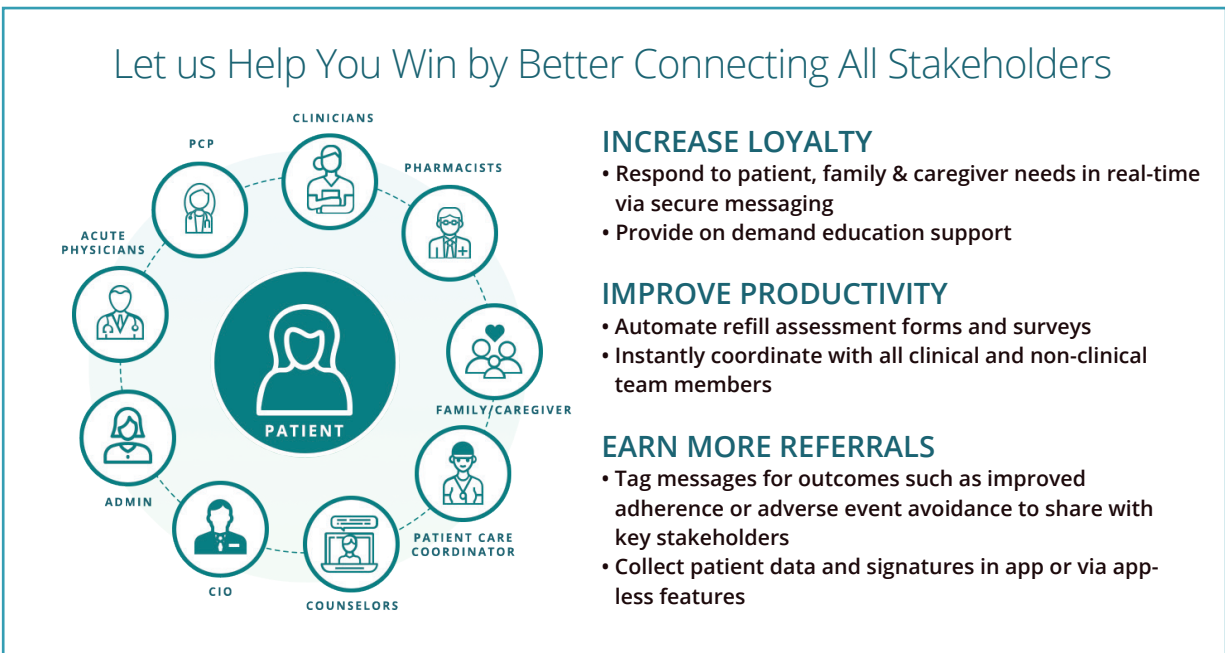 Let us Help You Win by Better Connecting All Stakeholders
CLINICIANS
PCP
PHARMACISTS
ACUTE
PHYSICIANS
FAMILY/CAREGIVER
PATIENT
ADMIN
PATIENT CARE
COORDINATOR
CIO
COUNSELORS
INCREASE LOYALTY
• Respond to patient, family & caregiver needs in real-time
via secure messaging
• Provide on demand education support
IMPROVE PRODUCTIVITY
• Automate refill assessment forms and surveys
• Instantly coordinate with all clinical and non-clinical
team members
EARN MORE REFERRALS
• Tag messages for outcomes such as improved
adherence or adverse event avoidance to share with
key stakeholders
• Collect patient data and signatures in app or via app-
less features